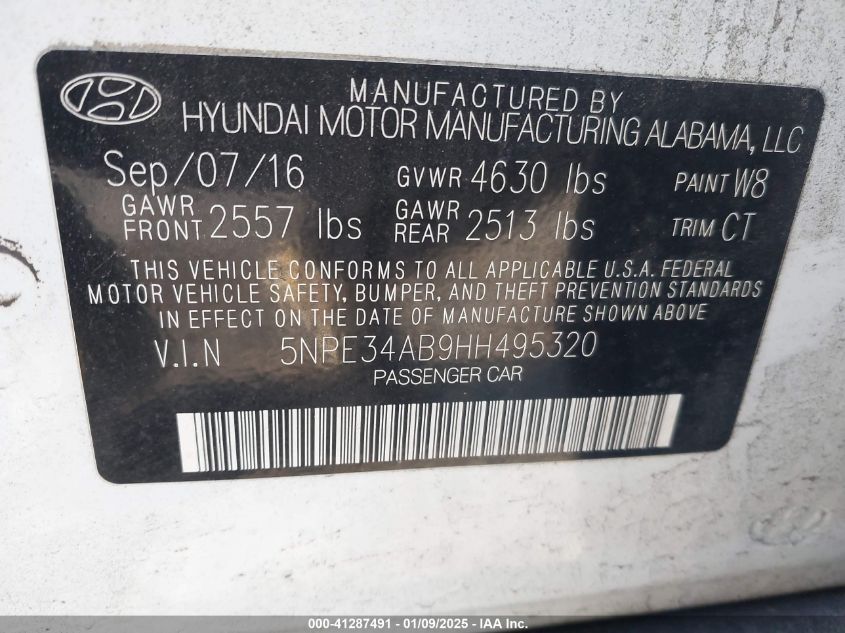 MANUFACTURED BY
HYUNDAI MOTOR MANUFACTURING ALABAMA, LLC
Sep/07/16 GVWR 4630 lbs PAINT W8
GAWR FRONT 2557 lbs GAWR REAR 2513 lbs TRIM CT
THIS VEHICLE CONFORMS TO ALL APPLICABLE U.S.A. FEDERAL
MOTOR VEHICLE SAFETY, BUMPER, AND THEFT PREVENTION STANDARDS
IN EFFECT ON THE DATE OF MANUFACTURE SHOWN ABOVE
V.I.N 5NPE34AB9HH495320
PASSENGER CAR
000-41287491 - 01/09/2025 - IAA Inc.